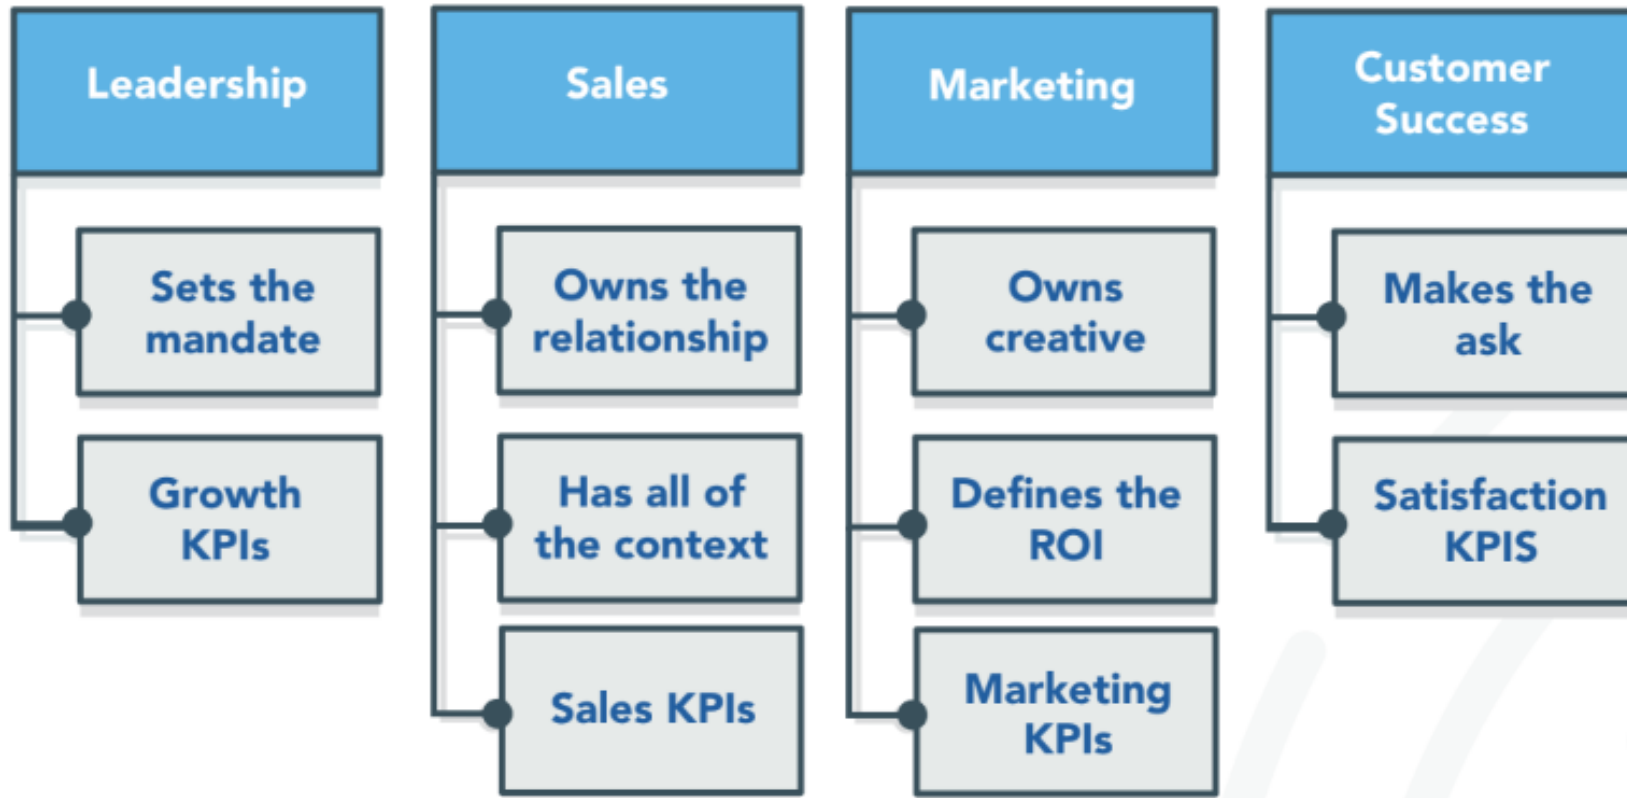 Leadership
Sets the
mandate
Growth
KPIs
Sales
Owns the
relationship
Has all of
the context
Sales KPIs
Marketing
Owns
creative
Defines the
ROI
Marketing
KPIs
Customer
Success
Makes the
ask
Satisfaction
KPIS